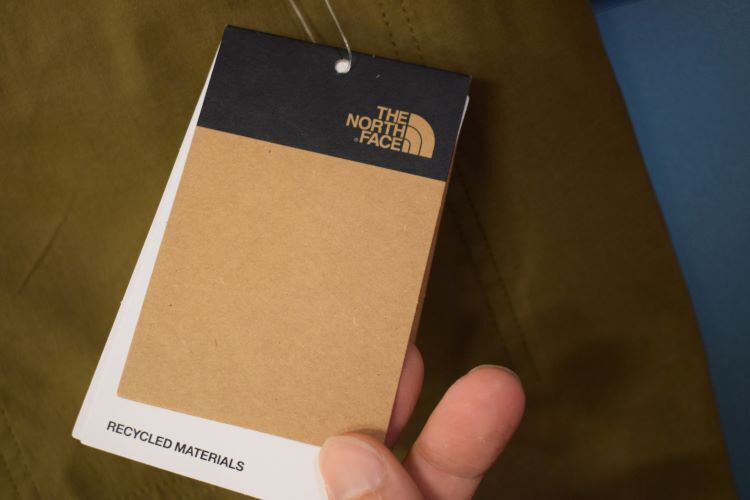 THE
NORTH
FACE
RECYCLED MATERIALS